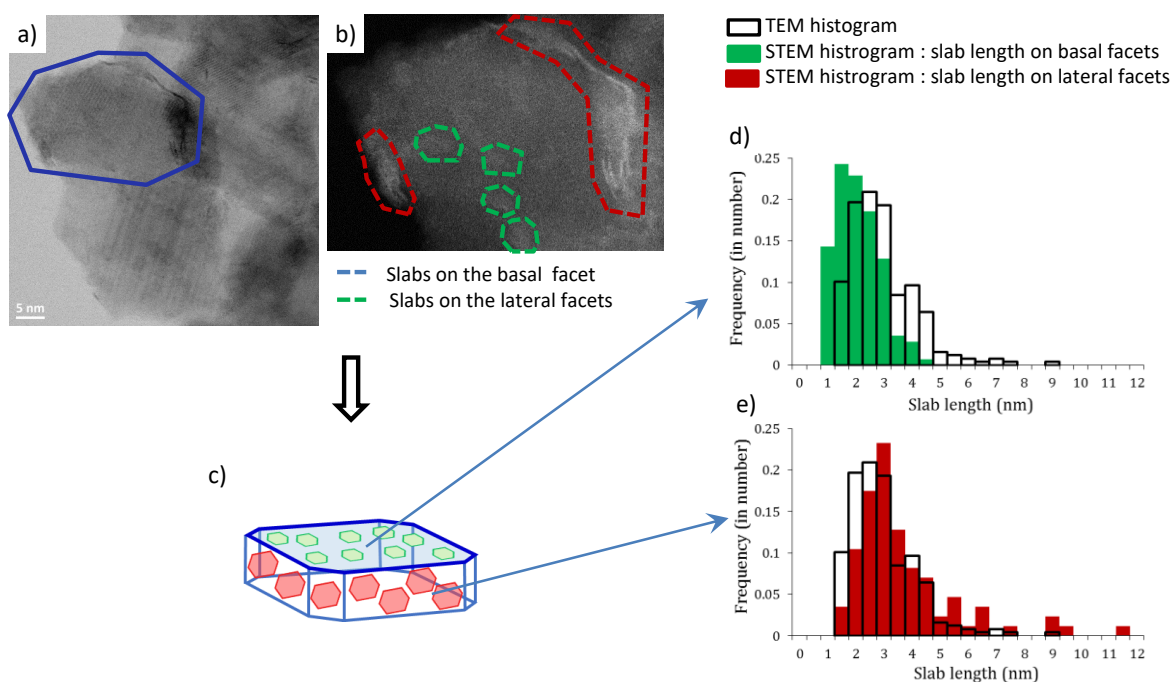 a)
5 nm
b)
Slabs on the basal facet
Slabs on the lateral facets
c)
TEM histogram
STEM histrogram : slab length on basal facets
STEM histrogram : slab length on lateral facets
d)
Frequency (in number)
0.25
0.2
0.15
0.1
0.05
0
0 1 2 3 4 5 6 7 8 9 10 11 12
Slab length (nm)
e)
Frequency (in number)
0.25
0.2
0.15
0.1
0.05
0
0 1 2 3 4 5 6 7 8 9 10 11 12
Slab length (nm)